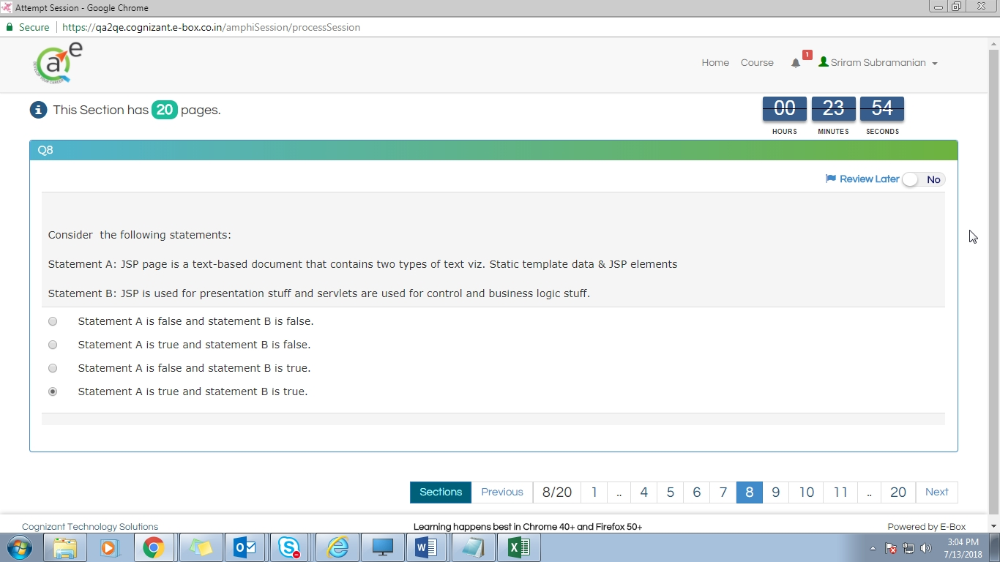 Attempt Session - Google Chrome
Secure https://qa2qe.cognizant.e-box.co.in/amphiSession/processSession
a e
Home Course 1 Sriram Subramanian
This Section has 20 pages.
00 23 54
HOURS MINUTES SECONDS
Q8
Review Later No
Consider the following statements:
Statement A: JSP page is a text-based document that contains two types of text viz. Static template data & JSP elements
Statement B: JSP is used for presentation stuff and servlets are used for control and business logic stuff.
Statement A is false and statement B is false.
Statement A is true and statement B is false.
Statement A is false and statement B is true.
Statement A is true and statement B is true.
Sections Previous 8/20 1 .. 4 5 6 7 8 9 10 11 .. 20 Next
Cognizant Technology Solutions Learning happens best in Chrome 40+ and Firefox 50+ Powered by E-Box
3:04 PM
7/13/2018